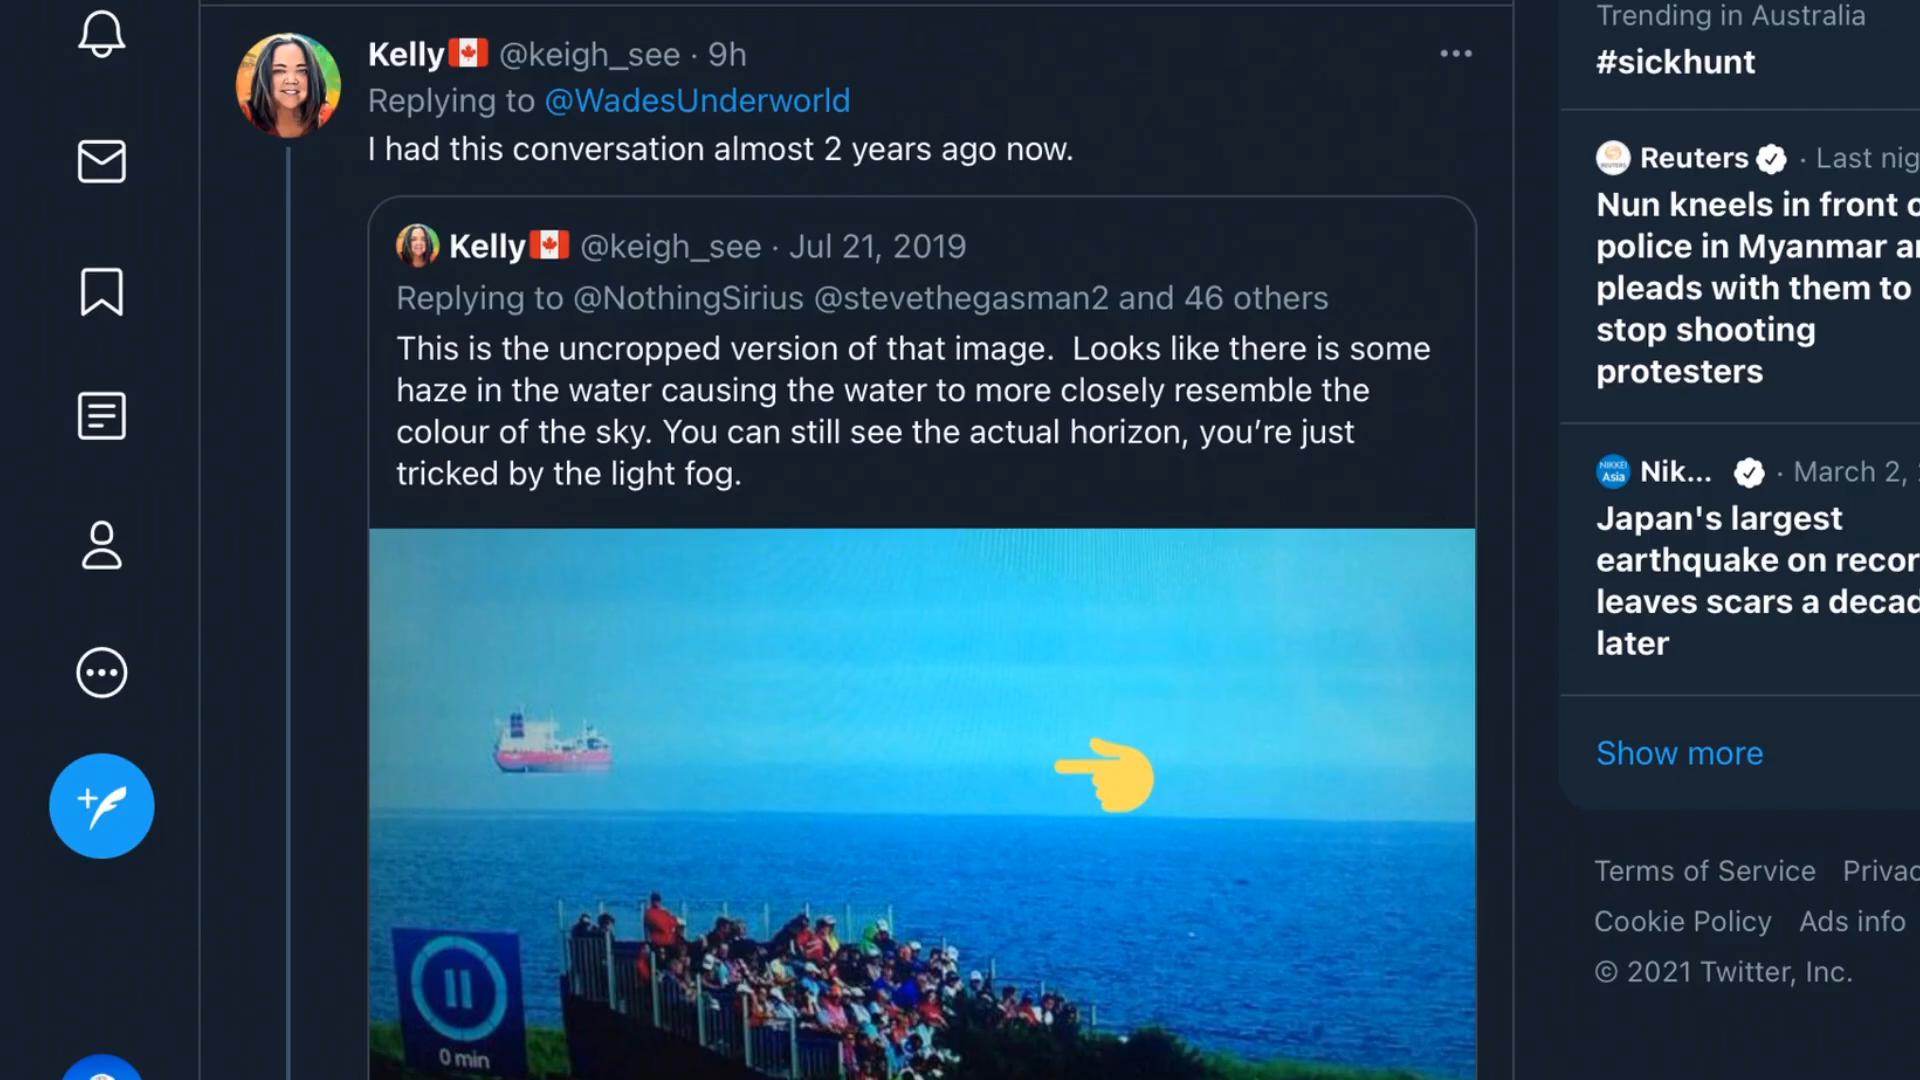 Kelly @keigh_see · 9h
Replying to @WadesUnderworld
I had this conversation almost 2 years ago now.
Kelly @keigh_see · Jul 21, 2019
Replying to @NothingSirius @stevethegasman2 and 46 others
This is the uncropped version of that image. Looks like there is some
haze in the water causing the water to more closely resemble the
colour of the sky. You can still see the actual horizon, you're just
tricked by the light fog.
0 min
Trending in Australia
#sickhunt
Reuters · Last nig
Nun kneels in front o
police in Myanmar an
pleads with them to
stop shooting
protesters
NIKKEI
Asia
Nik... · March 2, 
Japan's largest
earthquake on recor
leaves scars a decad
later
Show more
Terms of Service Privac
Cookie Policy Ads info
© 2021 Twitter, Inc.